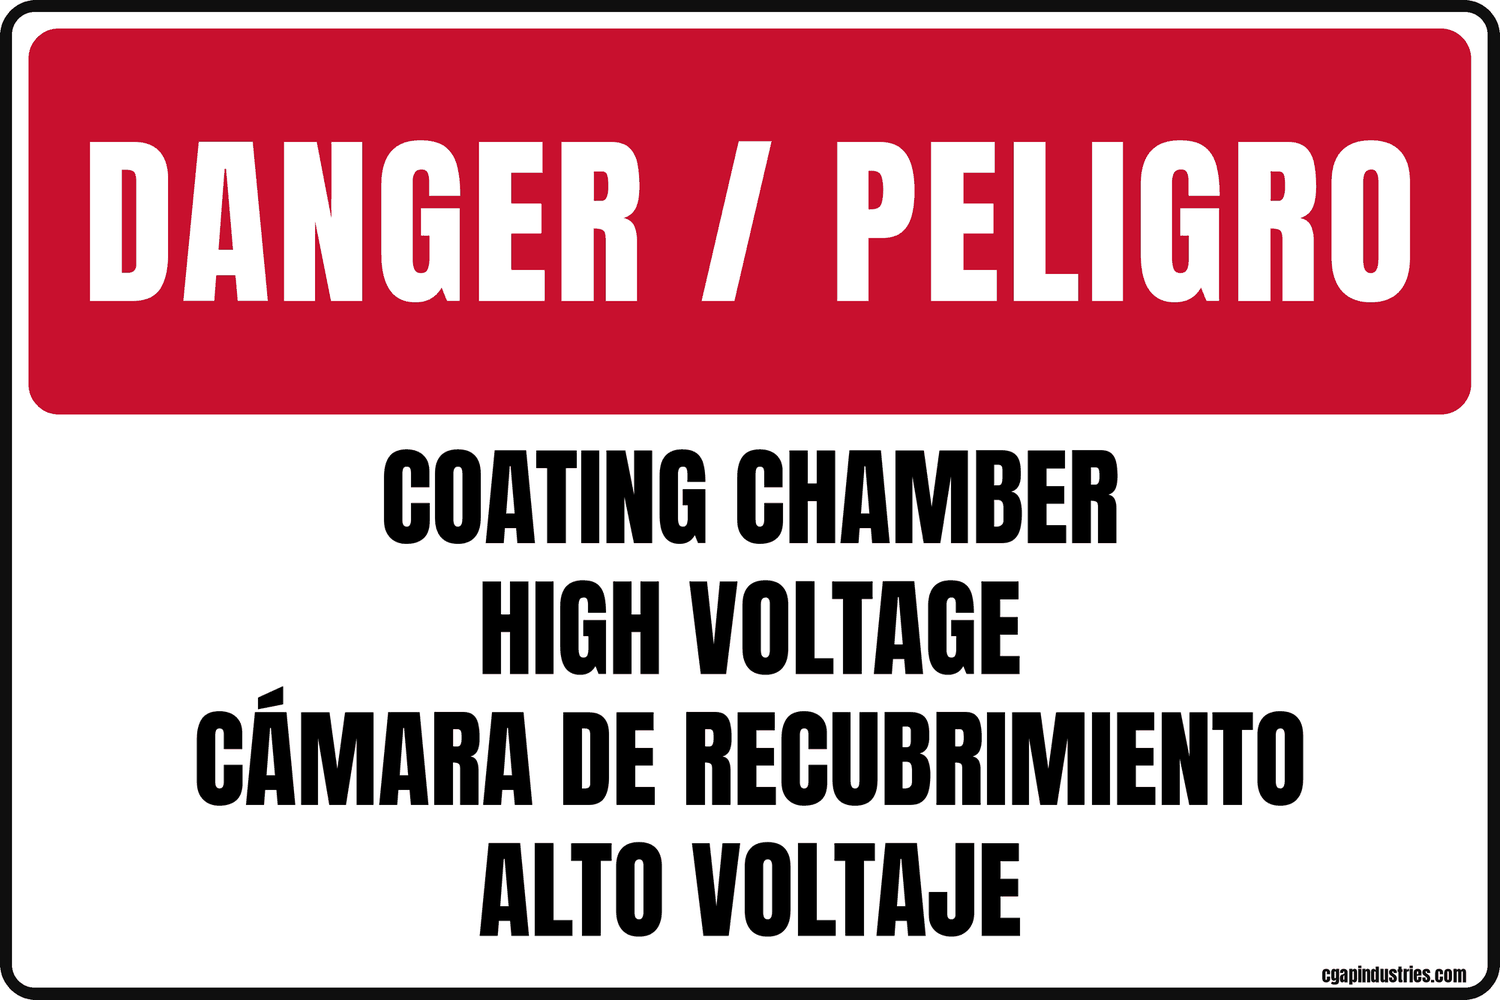 DANGER / PELIGRO
COATING CHAMBER
HIGH VOLTAGE
CÁMARA DE RECUBRIMIENTO
ALTO VOLTAJE
cgapindustries.com